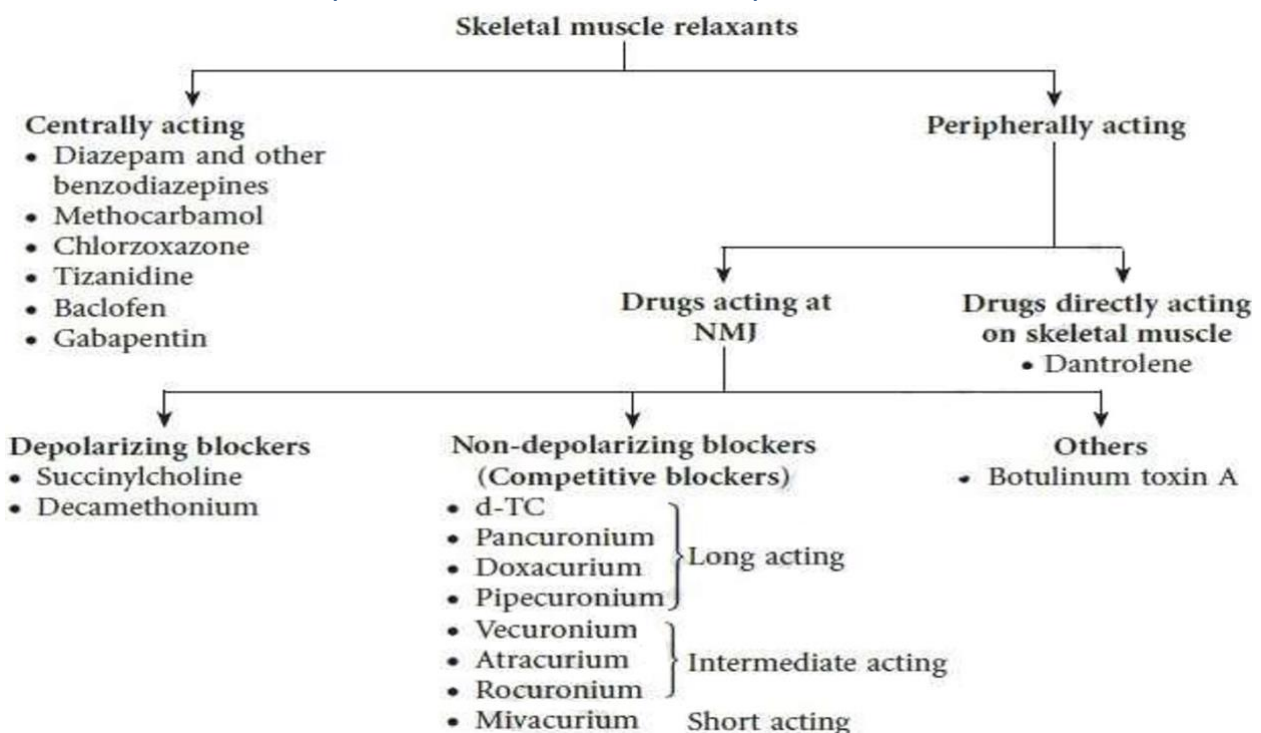 Skeletal muscle relaxants
Centrally acting
• Diazepam and other
benzodiazepines
• Methocarbamol
• Chlorzoxazone
• Tizanidine
• Baclofen
• Gabapentin
Peripherally acting
Drugs acting at
NMJ
Drugs directly acting
on skeletal muscle
• Dantrolene
Depolarizing blockers
• Succinylcholine
• Decamethonium
Non-depolarizing blockers
(Competitive blockers)
• d-TC
• Pancuronium
• Doxacurium
• Pipecuronium
Long acting
• Vecuronium
• Atracurium
• Rocuronium
Intermediate acting
• Mivacurium Short acting
Others
• Botulinum toxin A